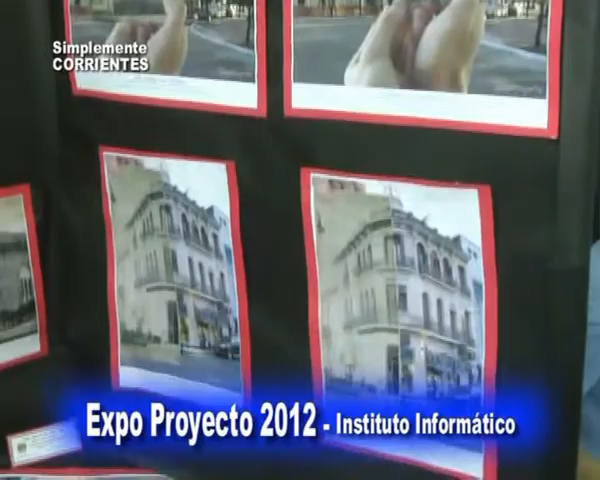 Simplemente
CORRIENTES
Expo Proyecto 2012 - Instituto Informático